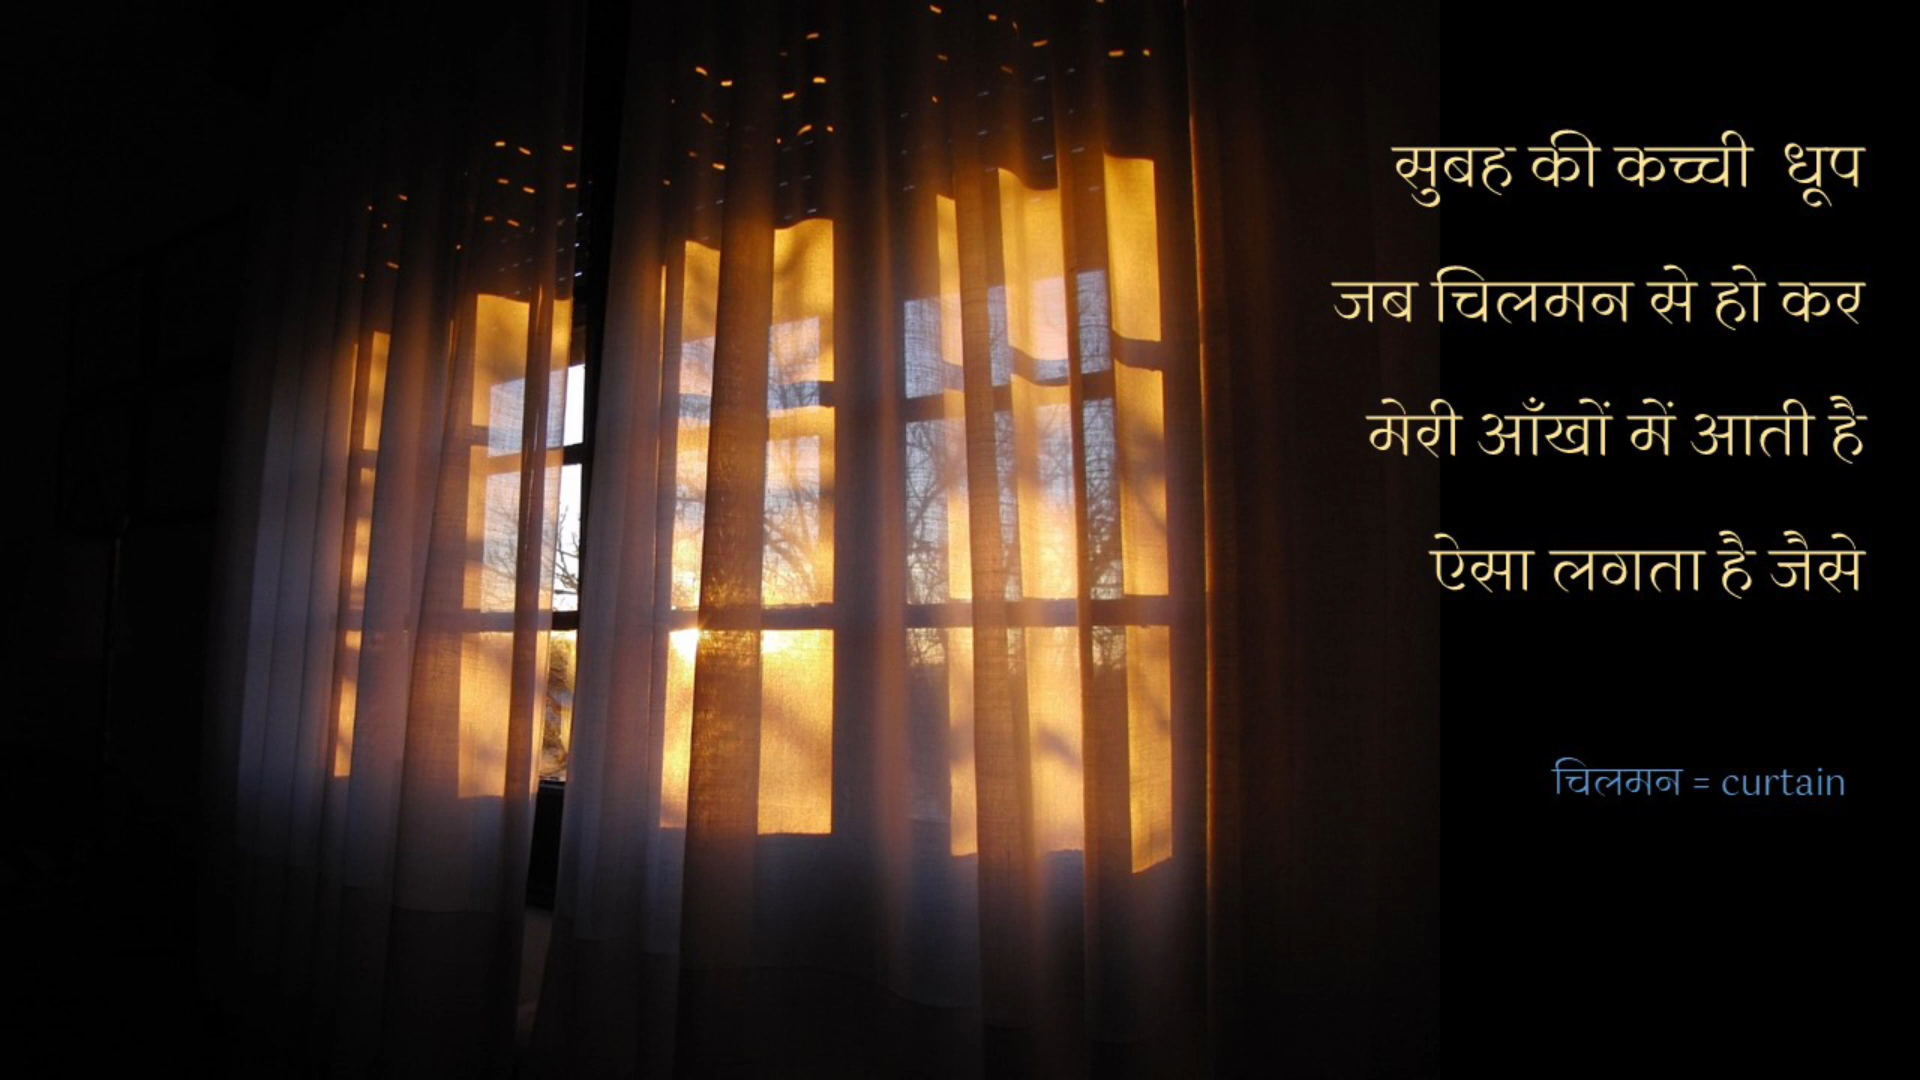 सुबह की कच्ची धूप
जब चिलमन से हो कर
मेरी आँखों में आती है
ऐसा लगता है जैसे
चिलमन = curtain